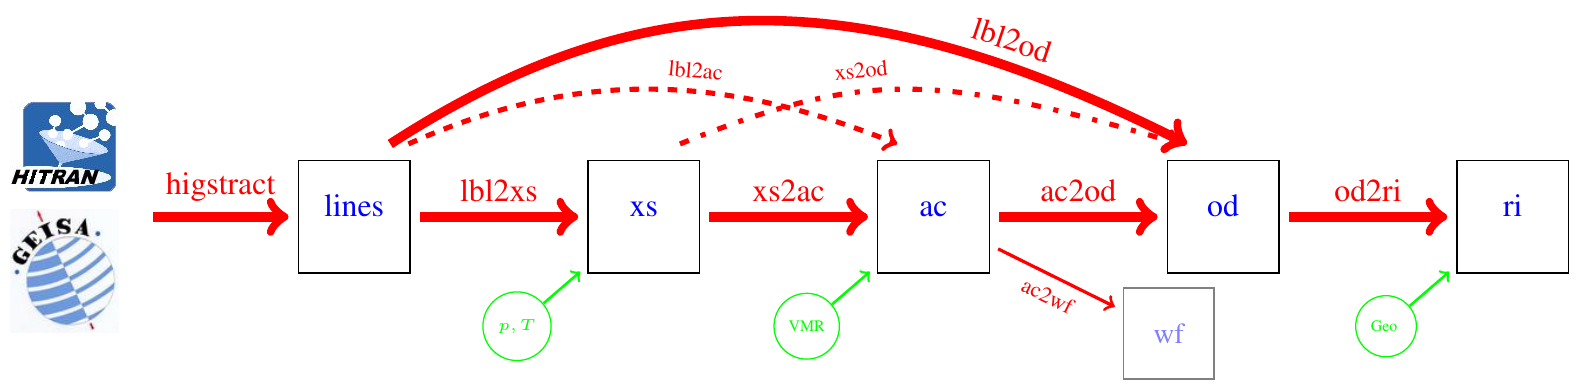 lbl2od
lbl2ac
xs2od
HITRAN
higstract
lines
lbl2xs
xs
xs2ac
ac
ac2od
od
od2ri
ri
·GEISA·
ac2wf
p, T
VMR
wf
Geo